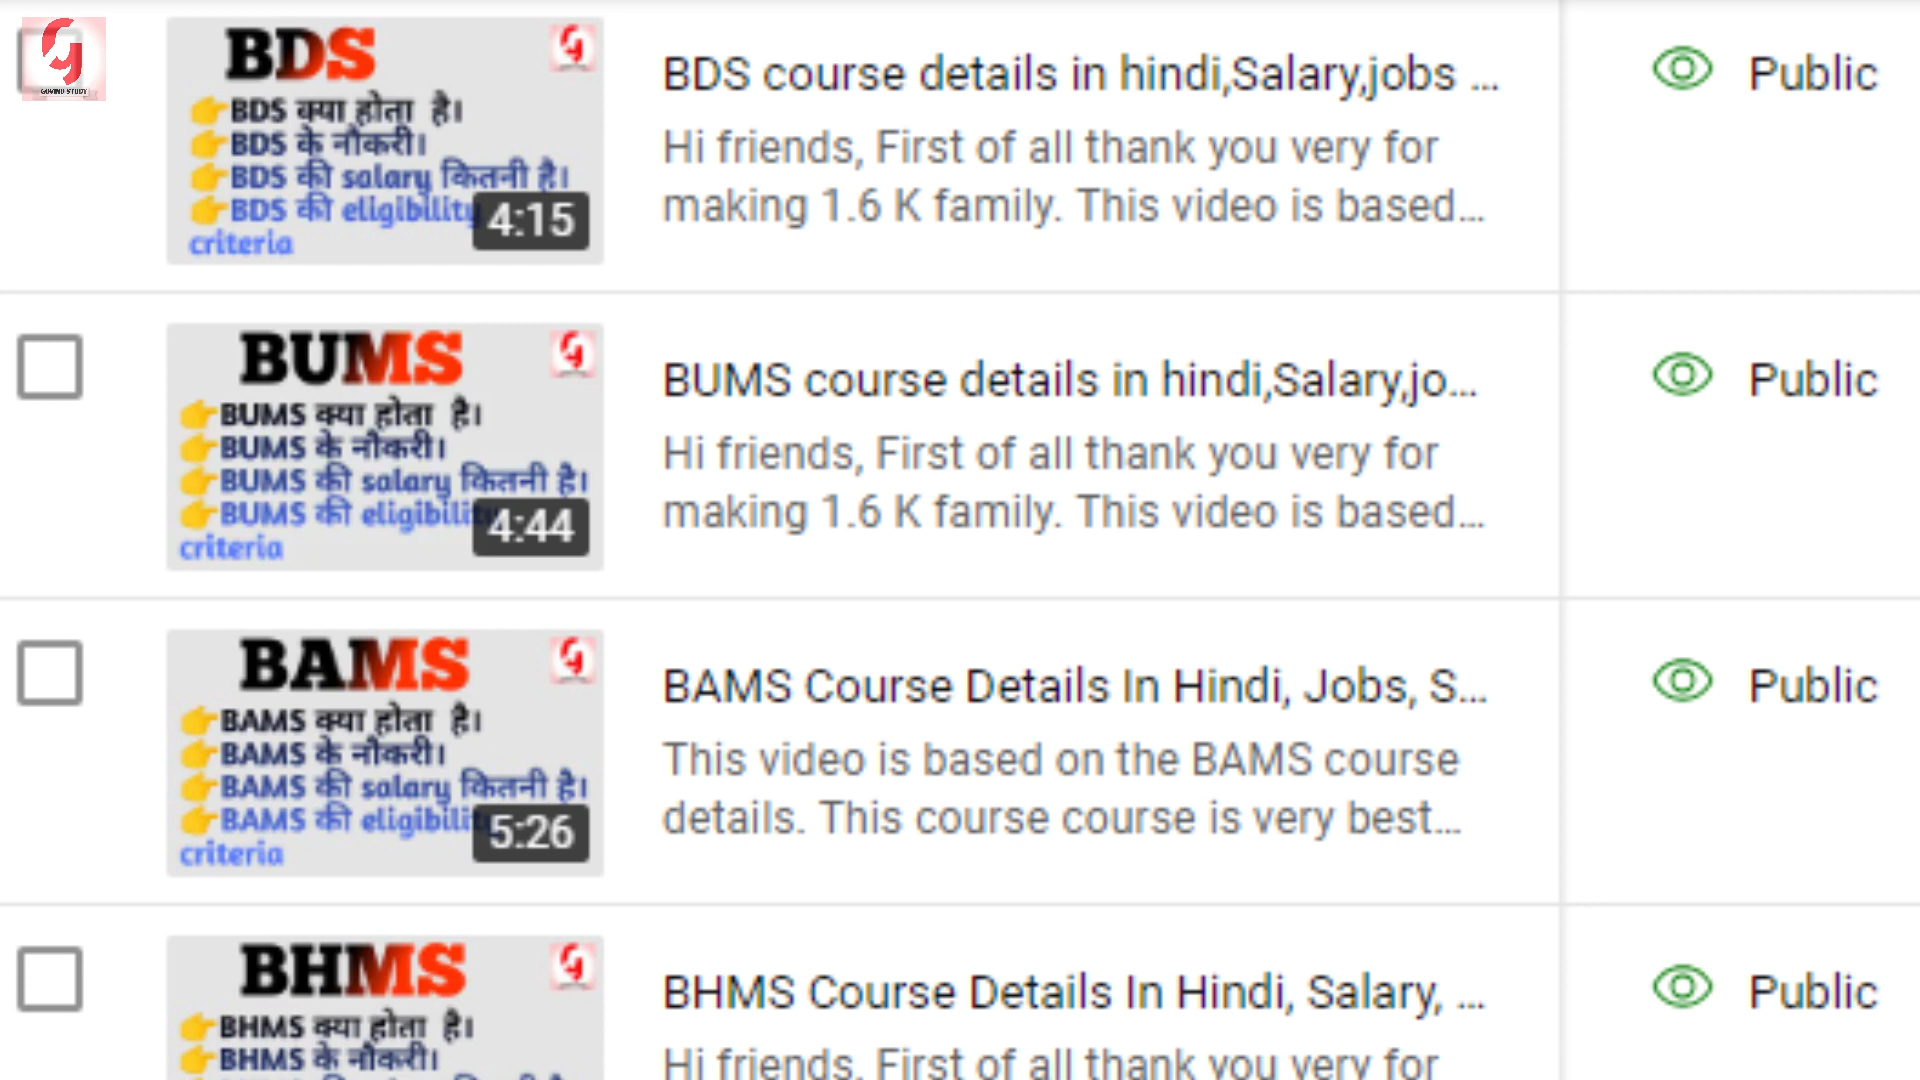 GOVIND STUDY
BDS
👉BDS क्या होता है।
👉BDS के नौकरी।
👉BDS की salary कितनी है।
👉BDS की eligibility
criteria
4:15
BDS course details in hindi,Salary,jobs ...
Hi friends, First of all thank you very for
making 1.6 K family. This video is based...
Public
BUMS
👉BUMS क्या होता है।
👉BUMS के नौकरी।
👉BUMS की salary कितनी है।
👉BUMS की eligibili
criteria
4:44
BUMS course details in hindi,Salary,jo...
Hi friends, First of all thank you very for
making 1.6 K family. This video is based...
Public
BAMS
👉BAMS क्या होता है।
👉BAMS के नौकरी।
👉BAMS की salary कितनी है।
👉BAMS की eligibili
criteria
5:26
BAMS Course Details In Hindi, Jobs, S...
This video is based on the BAMS course
details. This course course is very best...
Public
BHMS
👉BHMS क्या होता है।
👉BHMS के नौकरी।
BHMS Course Details In Hindi, Salary, ...
Hi friends, First of all thank you very for
Public